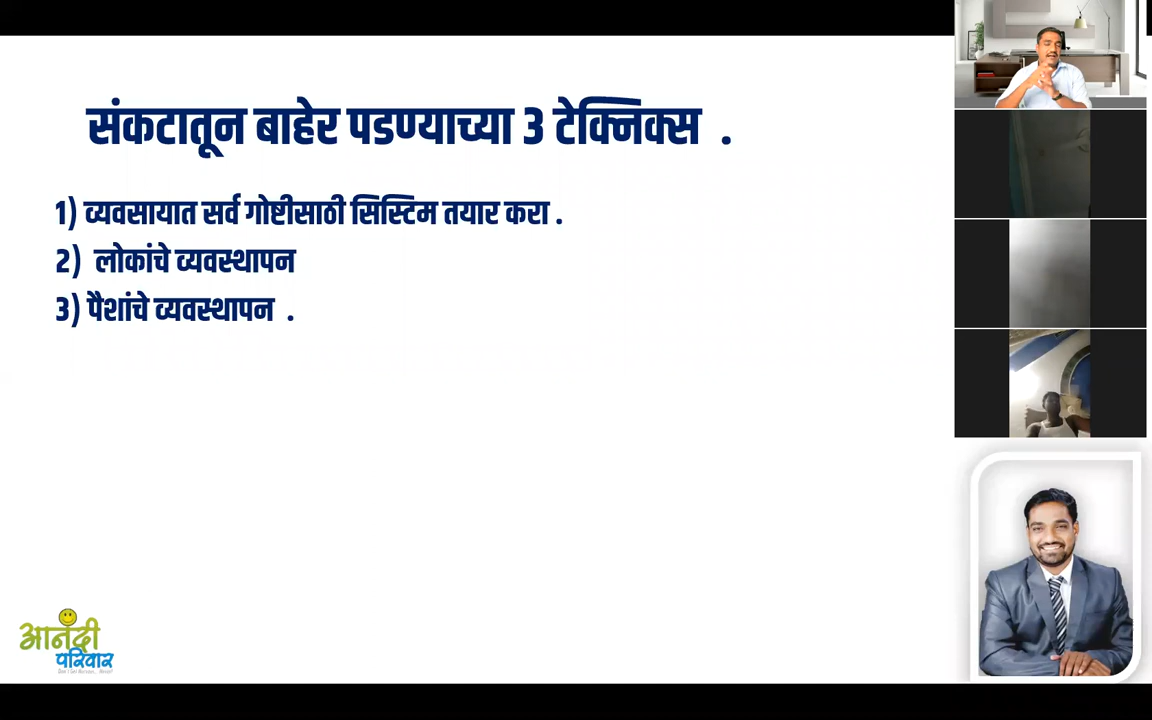 संकटातून बाहेर पडण्याच्या 3 टेक्निक्स .
1) व्यवसायात सर्व गोष्टीसाठी सिस्टिम तयार करा .
2) लोकांचे व्यवस्थापन
3) पैशांचे व्यवस्थापन .
आनंदी
परिवार